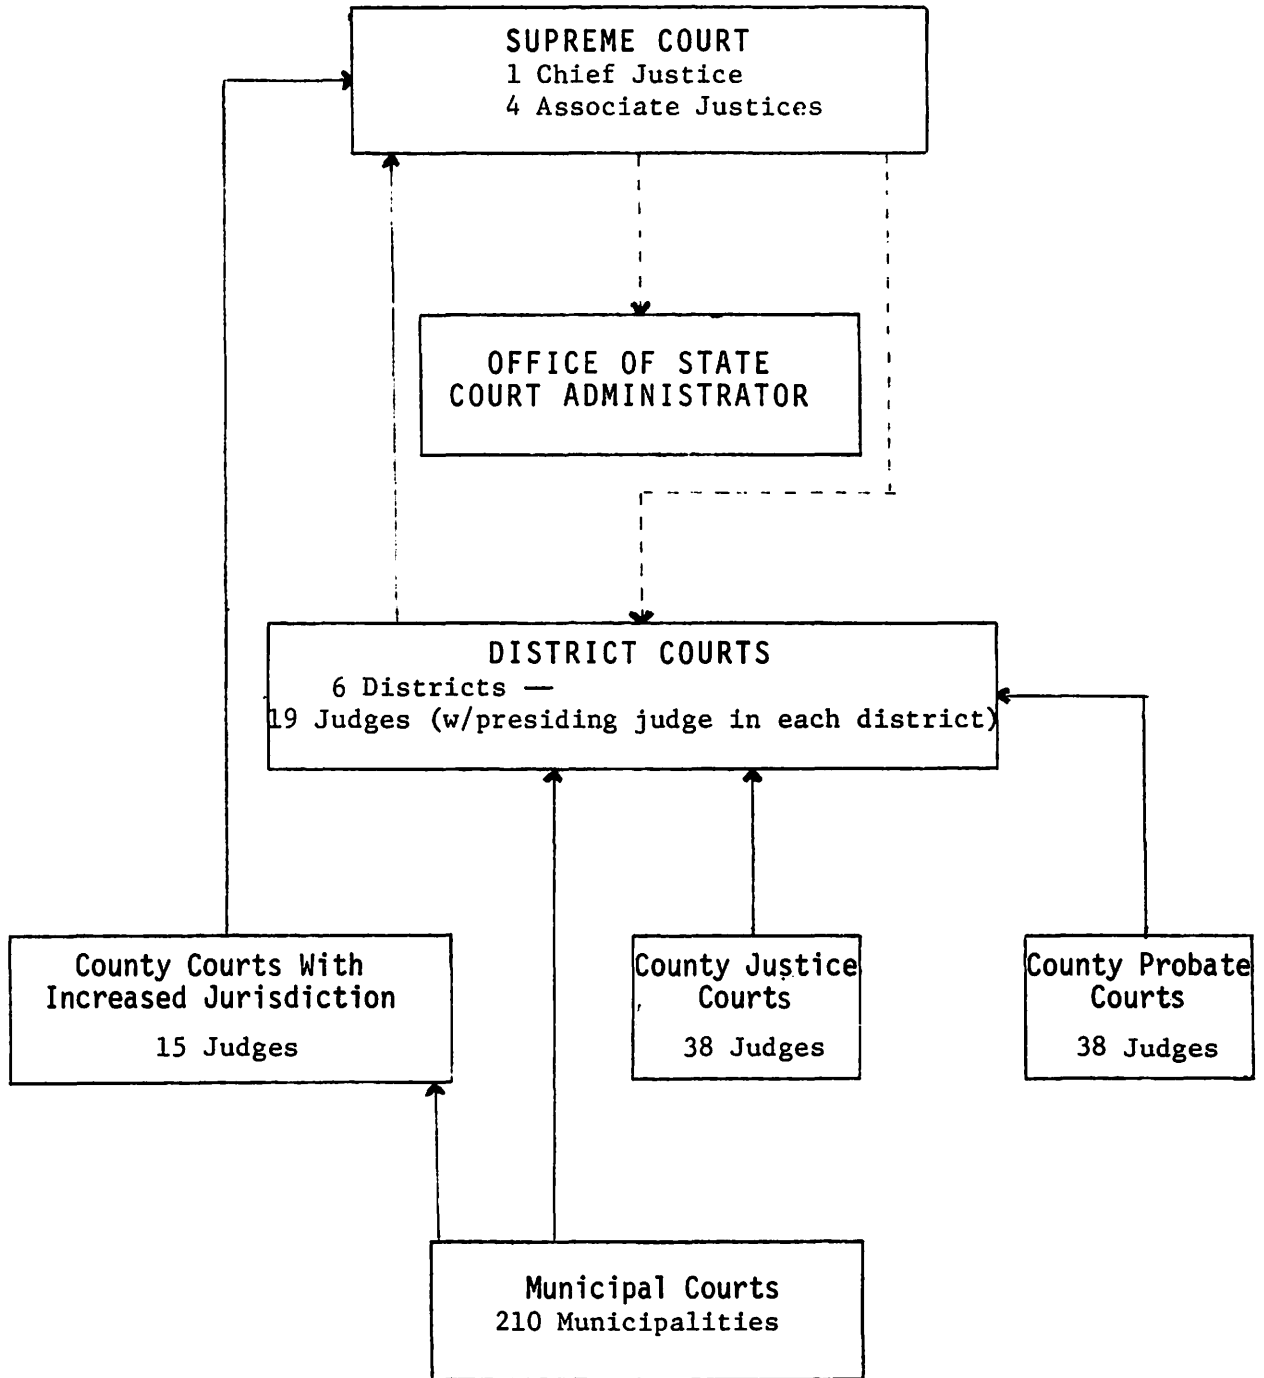 SUPREME COURT
1 Chief Justice
4 Associate Justices
OFFICE OF STATE
COURT ADMINISTRATOR
DISTRICT COURTS
6 Districts —
19 Judges (w/presiding judge in each district)
County Courts With
Increased Jurisdiction
15 Judges
County Justice
Courts
38 Judges
County Probate
Courts
38 Judges
Municipal Courts
210 Municipalities